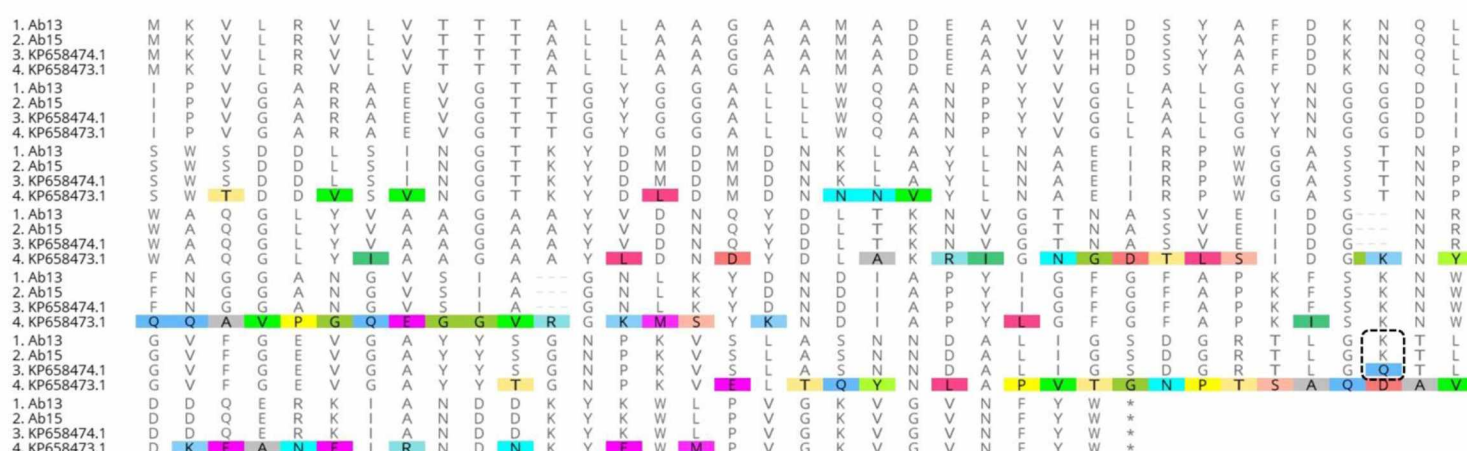 1. Ab13 M K V L R V L V T T T A L L A A G A A M A D E A V V H D S Y A F D K N Q L
2. Ab15 M K V L R V L V T T T A L L A A G A A M A D E A V V H D S Y A F D K N Q L
3. KP658474.1 M K V L R V L V T T T A L L A A G A A M A D E A V V H D S Y A F D K N Q L
4. KP658473.1 M K V L R V L V T T T A L L A A G A A M A D E A V V H D S Y A F D K N Q L
1. Ab13 I P V G A R A E V G T T G Y G G A L L W Q A N P Y V G L A L G Y N G G D I
2. Ab15 I P V G A R A E V G T T G Y G G A L L W Q A N P Y V G L A L G Y N G G D I
3. KP658474.1 I P V G A R A E V G T T G Y G G A L L W Q A N P Y V G L A L G Y N G G D I
4. KP658473.1 I P V G A R A E V G T T G Y G G A L L W Q A N P Y V G L A L G Y N G G D I
1. Ab13 S W S D D L S I N G T K Y D M D M D N K L A Y L N A E I R P W G A S T N P
2. Ab15 S W S D D L S I N G T K Y D M D M D N K L A Y L N A E I R P W G A S T N P
3. KP658474.1 S W S D D L S I N G T K Y D M D M D N K L A Y L N A E I R P W G A S T N P
4. KP658473.1 S W T D D V S V N G T K Y D L D M D N N N V Y L N A E I R P W G A S T N P
1. Ab13 W A Q G L Y V A A G A A Y V D N Q Y D L T K N V G T N A S V E I D G --- N R
2. Ab15 W A Q G L Y V A A G A A Y V D N Q Y D L T K N V G T N A S V E I D G --- N R
3. KP658474.1 W A Q G L Y V A A G A A Y V D N Q Y D L T K N V G T N A S V E I D G --- N R
4. KP658473.1 W A Q G L Y I A A G A A Y L D N D Y D L A K R I G N G D T L S I D G K N Y
1. Ab13 F N G G A N G V S I A --- G N L K Y D N D I A P Y I G F G F A P K F S K N W
2. Ab15 F N G G A N G V S I A --- G N L K Y D N D I A P Y I G F G F A P K F S K N W
3. KP658474.1 F N G G A N G V S I A --- G N L K Y D N D I A P Y I G F G F A P K F S K N W
4. KP658473.1 Q Q A V P G Q E G G V R G K M S Y K N D I A P Y L G F G F A P K I S K N W
1. Ab13 G V F G E V G A Y Y S G N P K V S L A S N N D A L I G S D G R T L G K T L
2. Ab15 G V F G E V G A Y Y S G N P K V S L A S N N D A L I G S D G R T L G K T L
3. KP658474.1 G V F G E V G A Y Y S G N P K V S L A S N N D A L I G S D G R T L G Q T L
4. KP658473.1 G V F G E V G A Y Y T G N P K V E L T Q Y N L A P V T G N P T S A Q D A V
1. Ab13 D D Q E R K I A N D D K Y K W L P V G K V G V N F Y W *
2. Ab15 D D Q E R K I A N D D K Y K W L P V G K V G V N F Y W *
3. KP658474.1 D D Q E R K I A N D D K Y K W L P V G K V G V N F Y W *
4. KP658473.1 D K E A N E I R N D N K Y E W M P V G K V G V N F Y W *